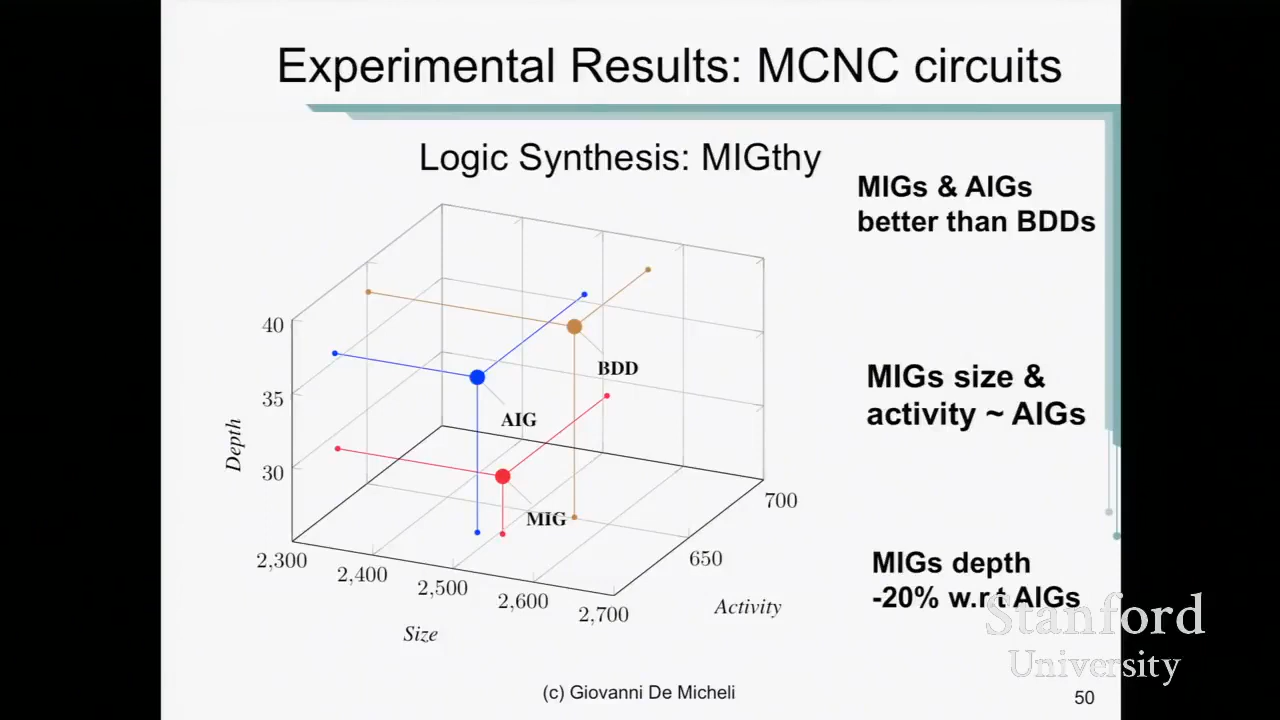 Experimental Results: MCNC circuits
Logic Synthesis: MIGthy
MIGs & AIGs
better than BDDs
MIGs size &
activity ~ AIGs
MIGs depth
-20% w.r.t AIGs
40
35
30
Depth
BDD
AIG
MIG
2,300
2,400
2,500
2,600
2,700
Size
650
700
Activity
Stanford
University
(c) Giovanni De Micheli
50